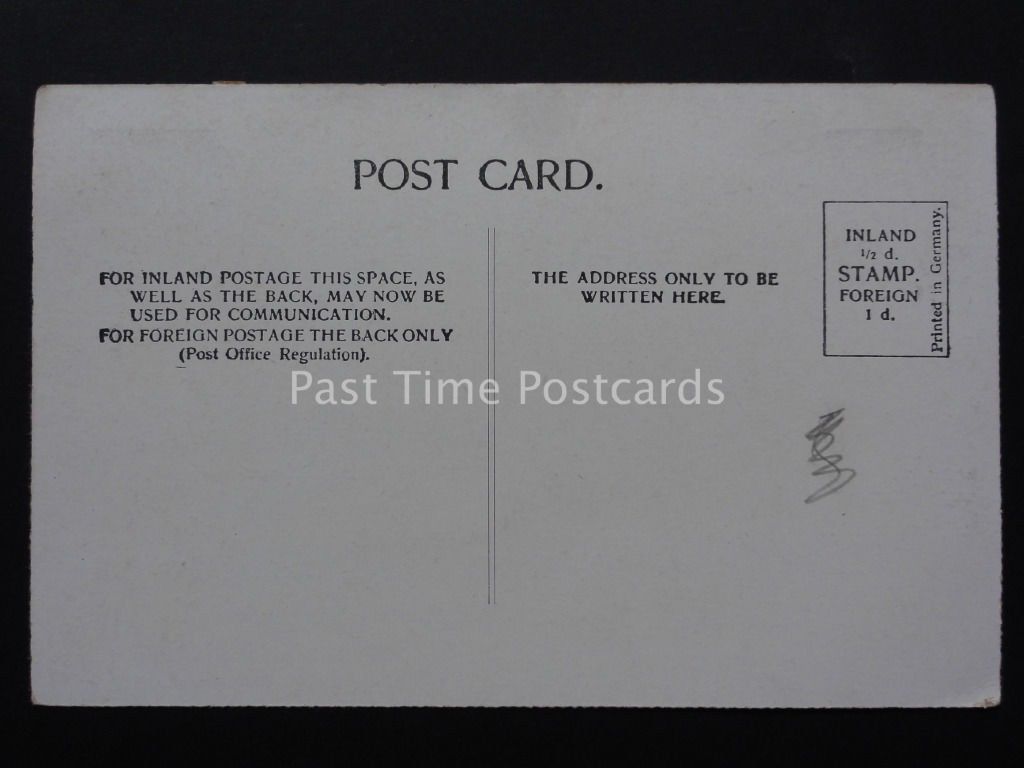 POST CARD.
FOR INLAND POSTAGE THIS SPACE, AS
WELL AS THE BACK, MAY NOW BE
USED FOR COMMUNICATION.
FOR FOREIGN POSTAGE THE BACK ONLY
(Post Office Regulation).
THE ADDRESS ONLY TO BE
WRITTEN HERE.
INLAND
1/2 d.
STAMP.
FOREIGN
1 d.
Printed in Germany.
Past Time Postcards